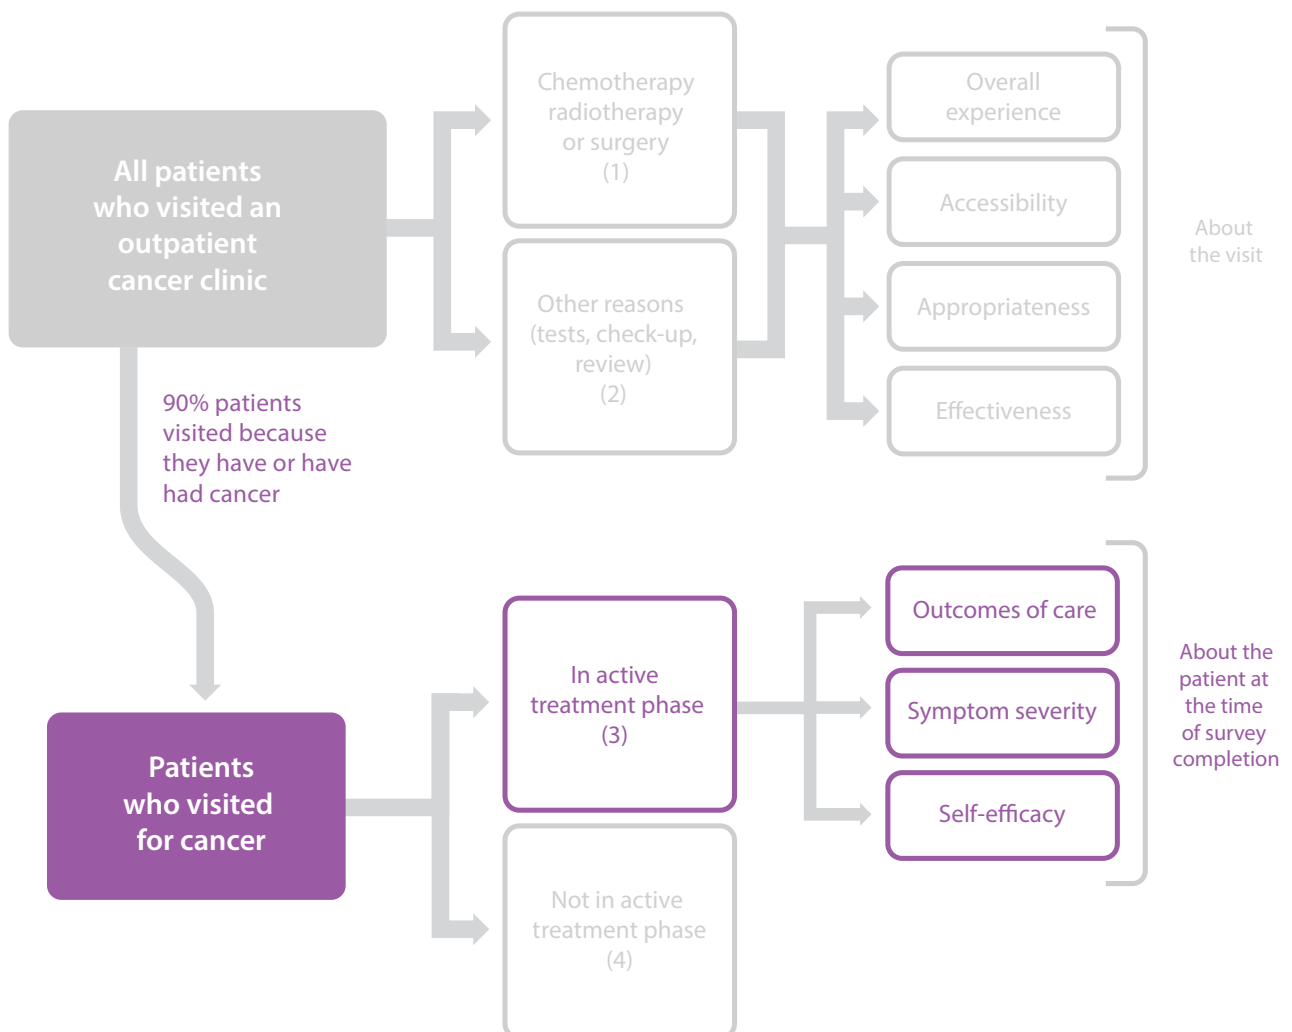 All patients
who visited an
outpatient
cancer clinic
Chemotherapy
radiotherapy
or surgery
(1)
Other reasons
(tests, check-up,
review)
(2)
Overall
experience
Accessibility
Appropriateness
Effectiveness
About
the visit
90% patients
visited because
they have or have
had cancer
Patients
who visited
for cancer
In active
treatment phase
(3)
Not in active
treatment phase
(4)
Outcomes of care
Symptom severity
Self-efficacy
About the
patient at
the time
of survey
completion